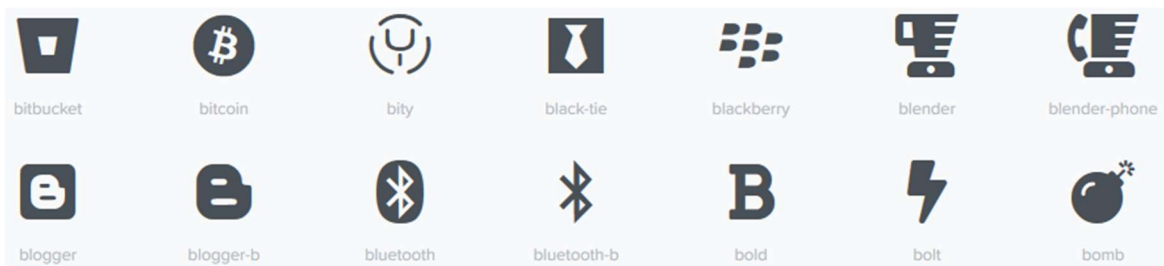 bitbucket bitcoin bity black-tie blackberry blender blender-phone
blogger blogger-b bluetooth bluetooth-b bold bolt bomb